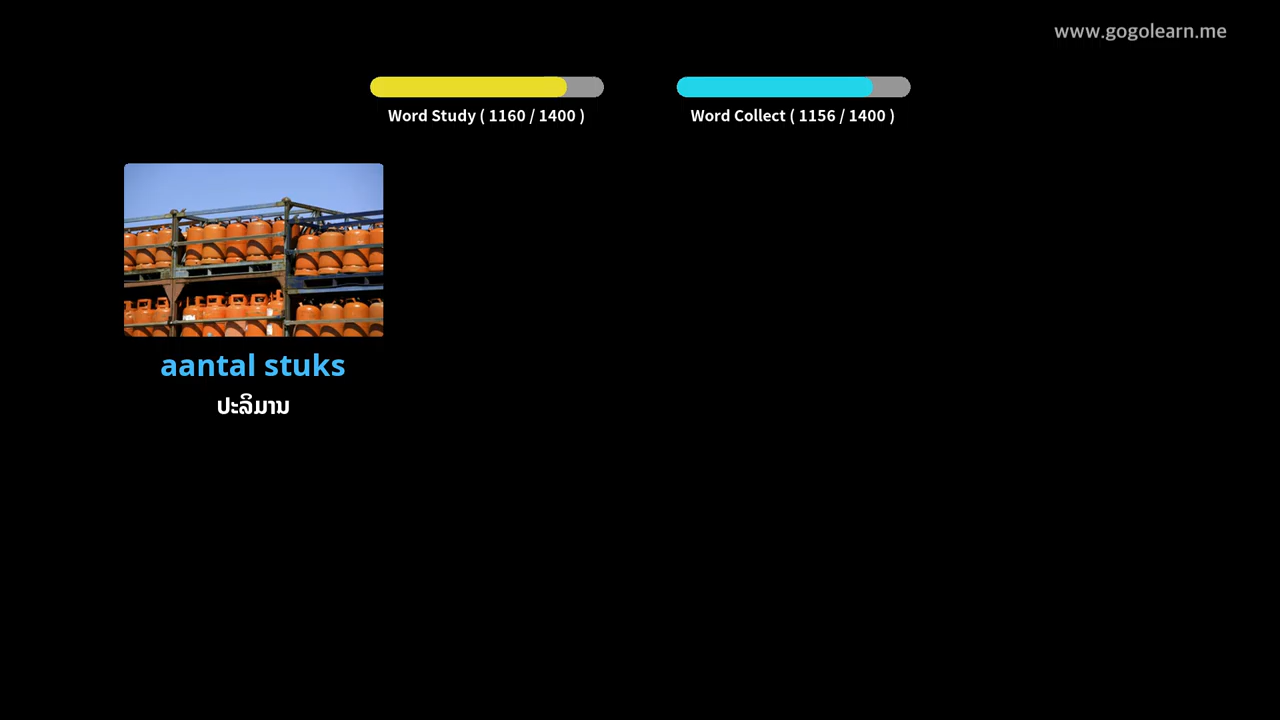 www.gogolearn.me
Word Study ( 1160 / 1400 )
Word Collect ( 1156 / 1400 )
aantal stuks
ປະລິມານ